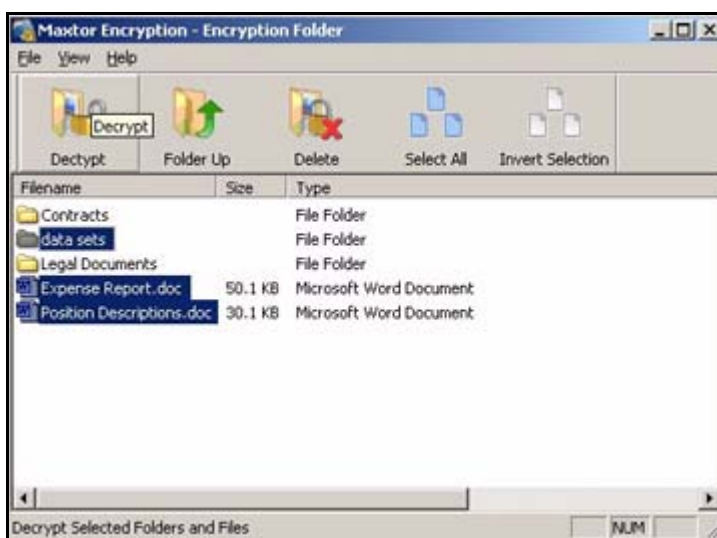 Maxtor Encryption - Encryption Folder
File View Help
Decrypt
Dectypt Folder Up Delete Select All Invert Selection
Filename Size Type
Contracts File Folder
data sets File Folder
Legal Documents File Folder
Expense Report.doc 50.1 KB Microsoft Word Document
Position Descriptions.doc 30.1 KB Microsoft Word Document
Decrypt Selected Folders and Files NUM